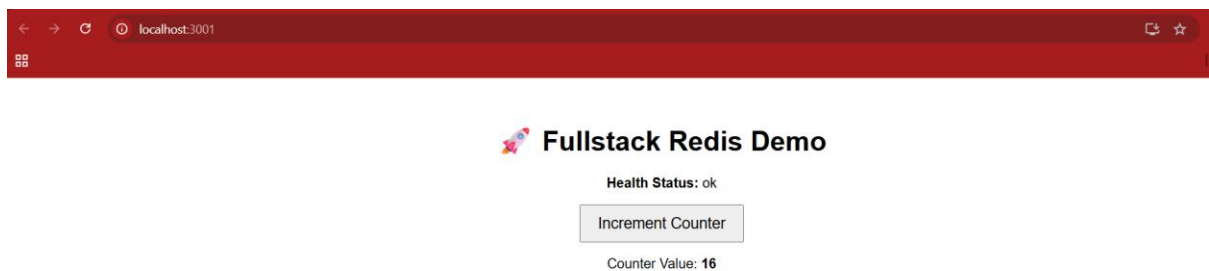 localhost:3001
🚀 Fullstack Redis Demo
Health Status: ok
Increment Counter
Counter Value: 16